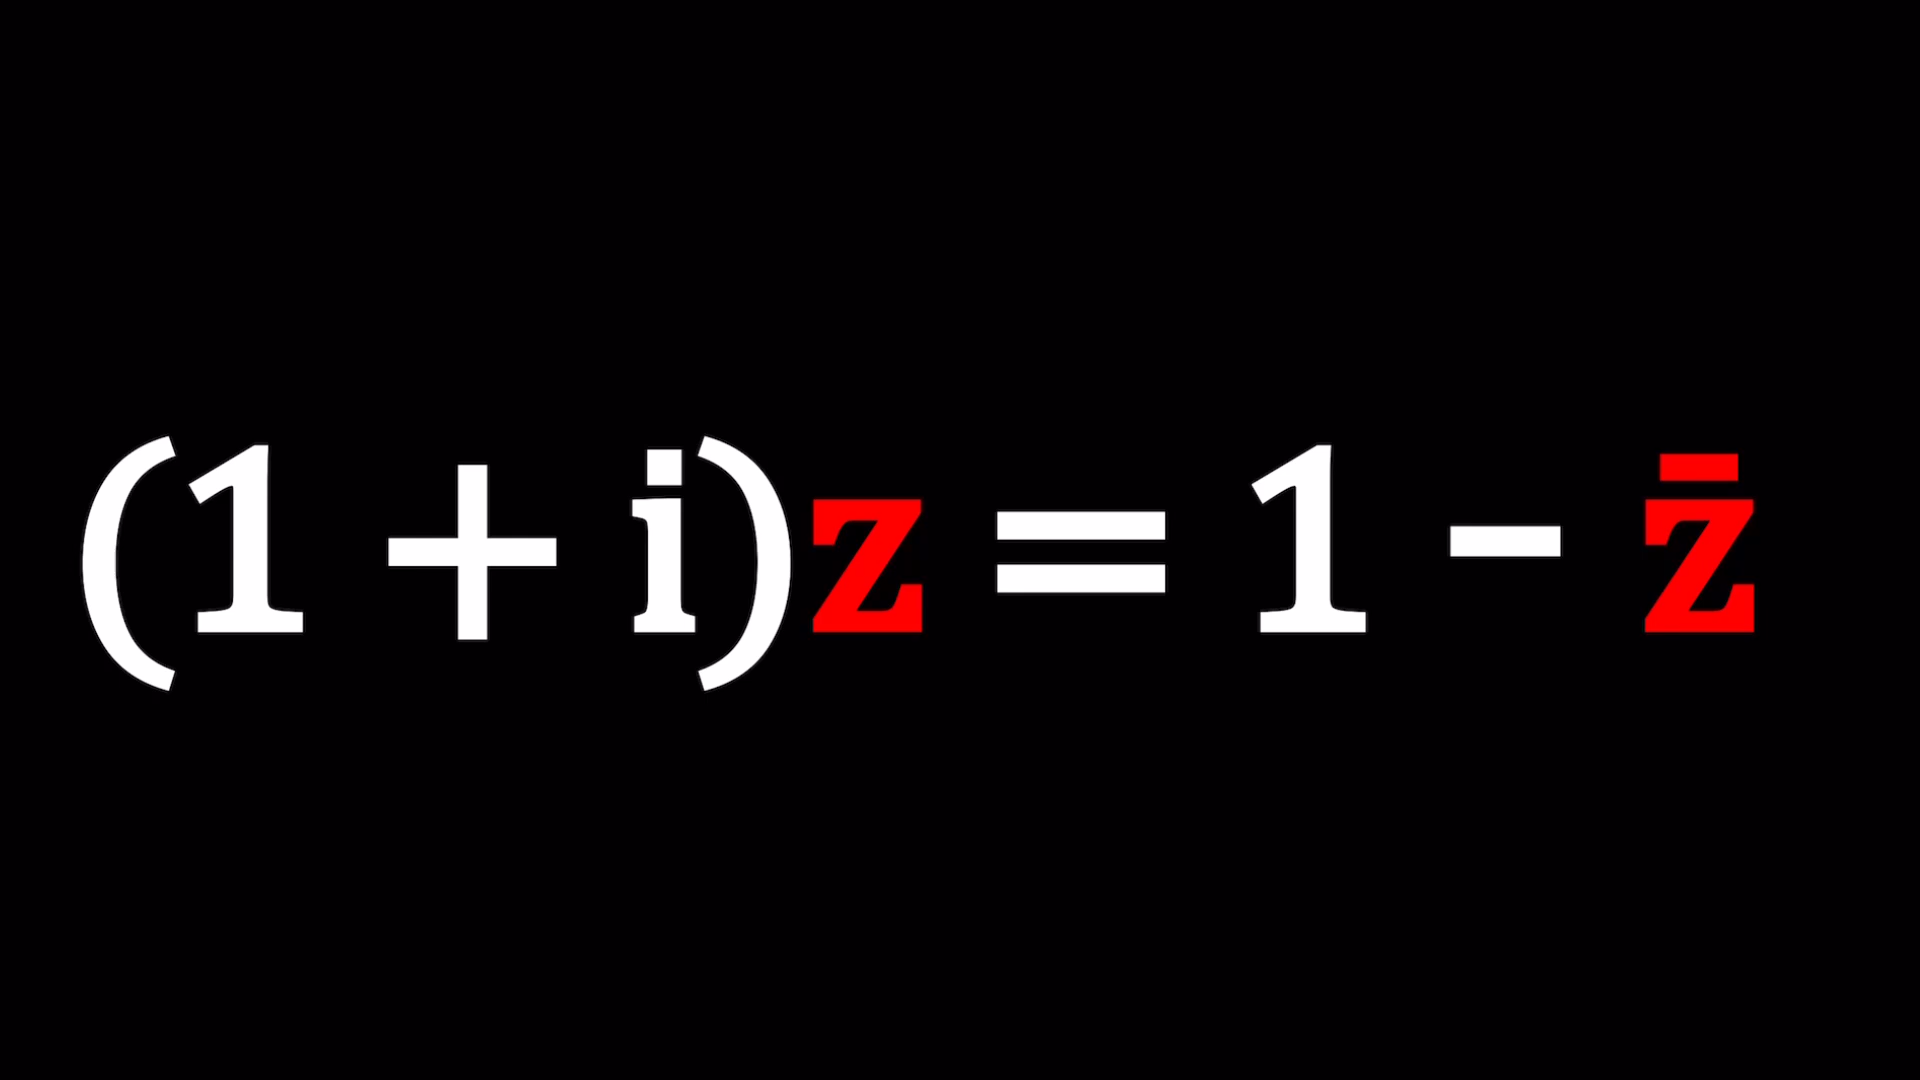 (1 + i)z = 1 - z̄